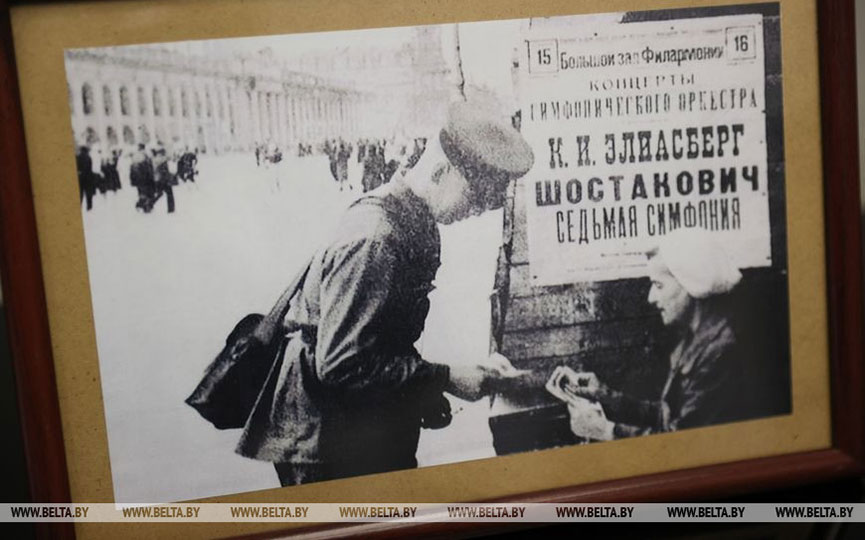 15 Большой зал Филармонии 16
КОНЦЕРТЫ
СИМФОНИЧЕСКОГО ОРКЕСТРА
К. И. ЭЛИАСБЕРГ
ШОСТАКОВИЧ
СЕДЬМАЯ СИМФОНИЯ
WWW.BELTA.BY WWW.BELTA.BY WWW.BELTA.BY WWW.BELTA.BY WWW.BELTA.BY WWW.BELTA.BY WWW.BELTA.BY WWW.BELTA.BY